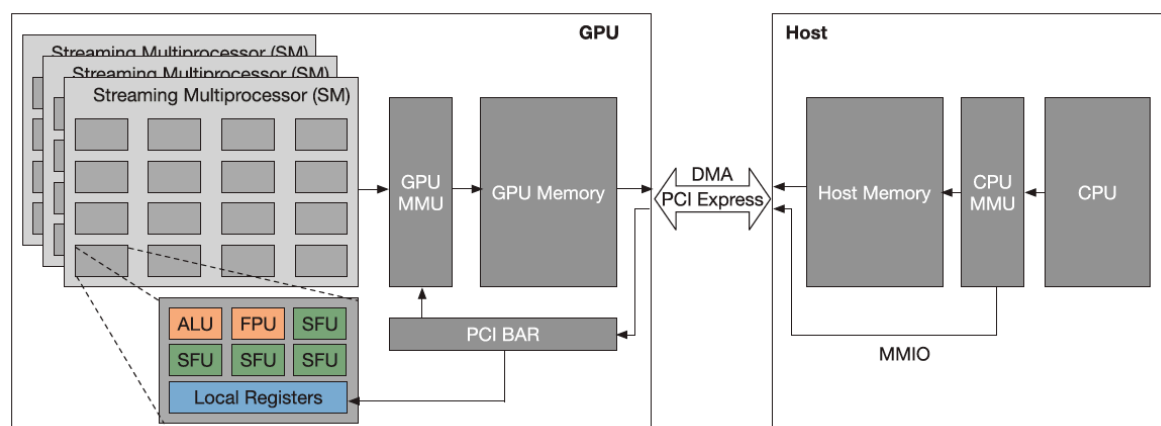 GPU
Host
Streaming Multiprocessor (SM)
Streaming Multiprocessor (SM)
Streaming Multiprocessor (SM)
GPU
MMU
GPU Memory
DMA
PCI Express
Host Memory
CPU
MMU
CPU
ALU
FPU
SFU
SFU
SFU
SFU
Local Registers
PCI BAR
MMIO